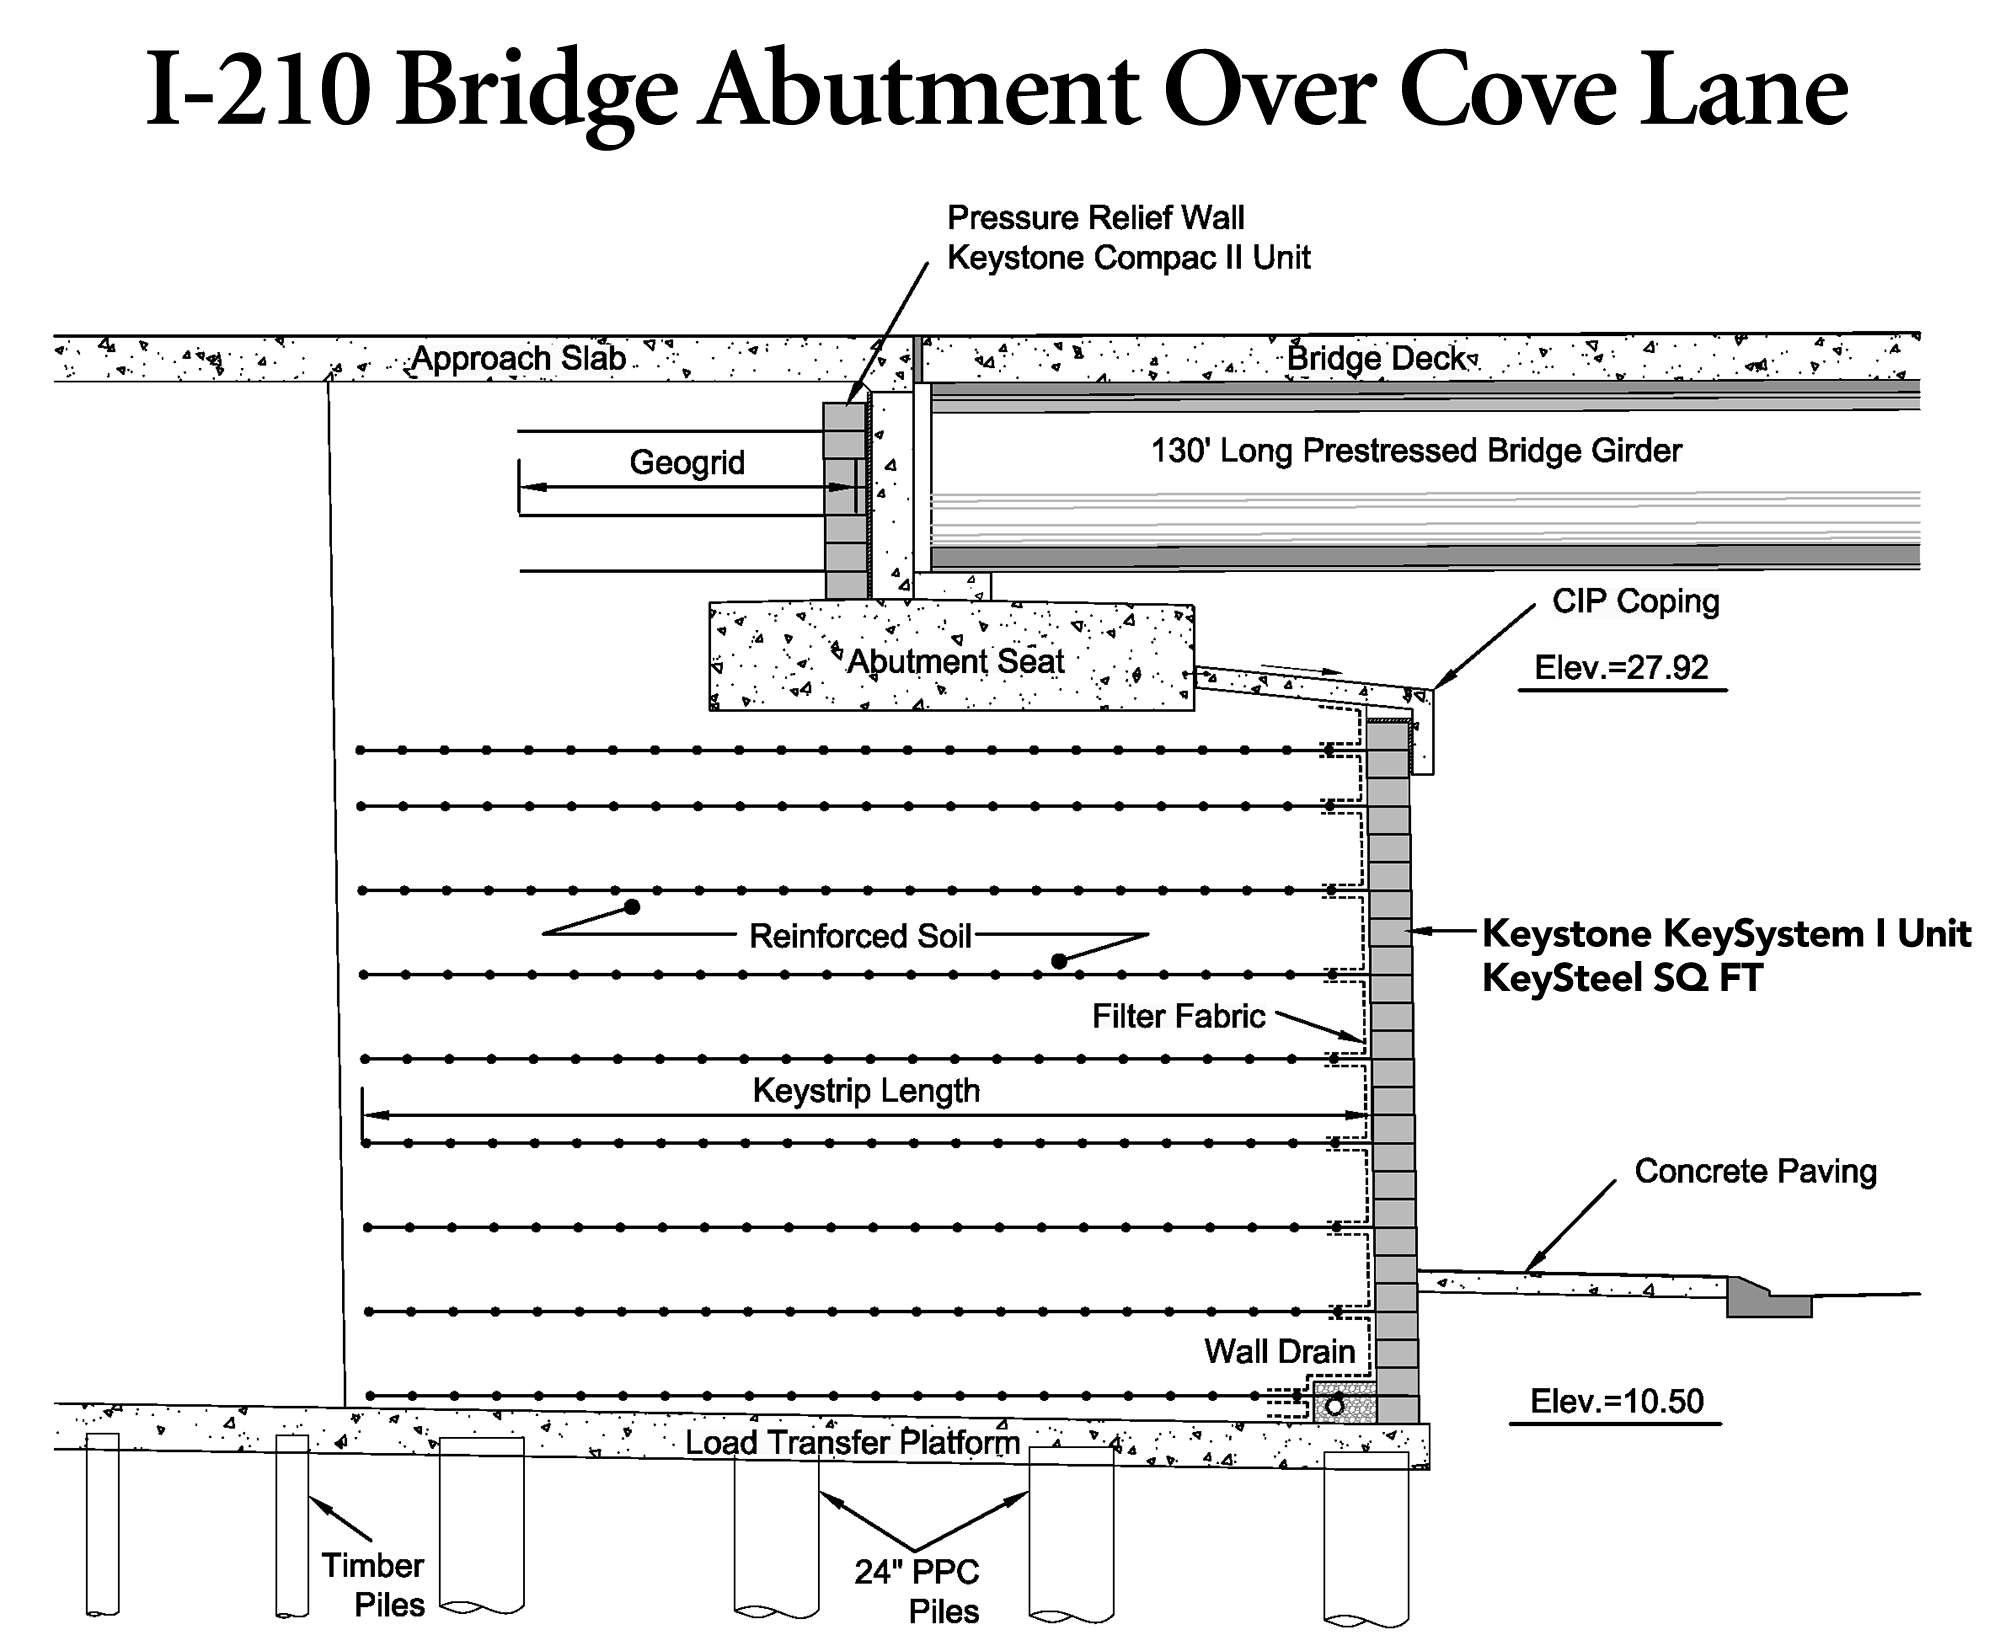 I-210 Bridge Abutment Over Cove Lane
Pressure Relief Wall
Keystone Compac II Unit
Approach Slab
Bridge Deck
130' Long Prestressed Bridge Girder
Geogrid
CIP Coping
Elev.=27.92
Abutment Seat
Reinforced Soil
Keystone KeySystem I Unit
KeySteel SQ FT
Filter Fabric
Keystrip Length
Concrete Paving
Wall Drain
Elev.=10.50
Load Transfer Platform
Timber
Piles
24" PPC
Piles